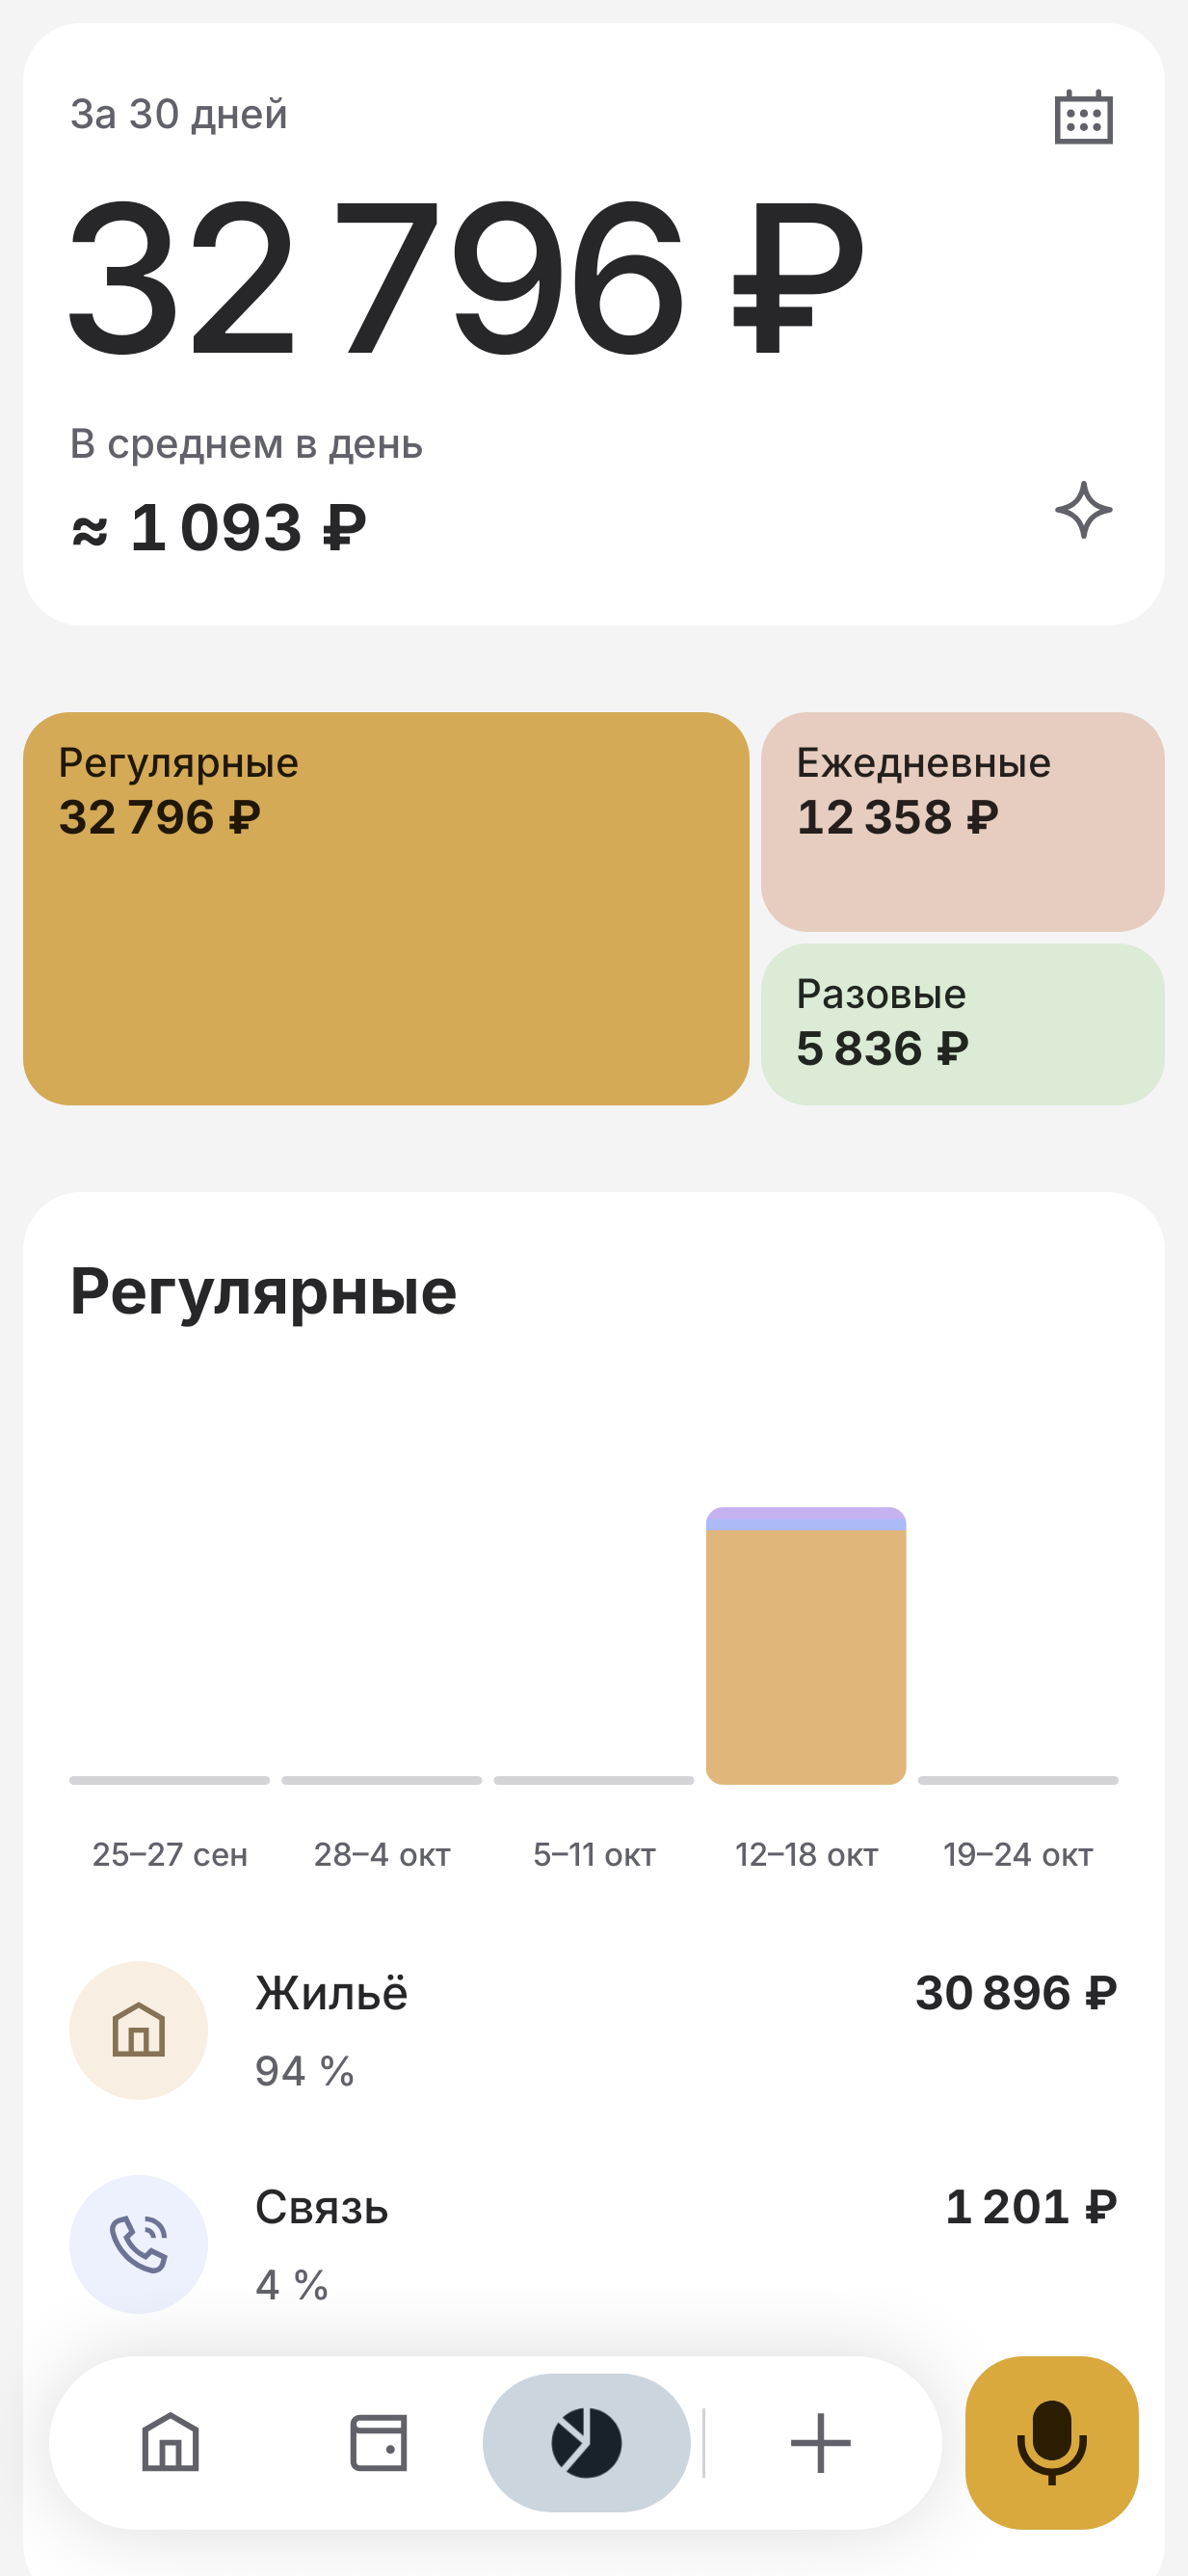 За 30 дней
32 796 ₽
В среднем в день
≈ 1 093 ₽
Регулярные
32 796 ₽
Ежедневные
12 358 ₽
Разовые
5 836 ₽
Регулярные
25–27 сен
28–4 окт
5–11 окт
12–18 окт
19–24 окт
Жильё
30 896 ₽
94 %
Связь
1 201 ₽
4 %